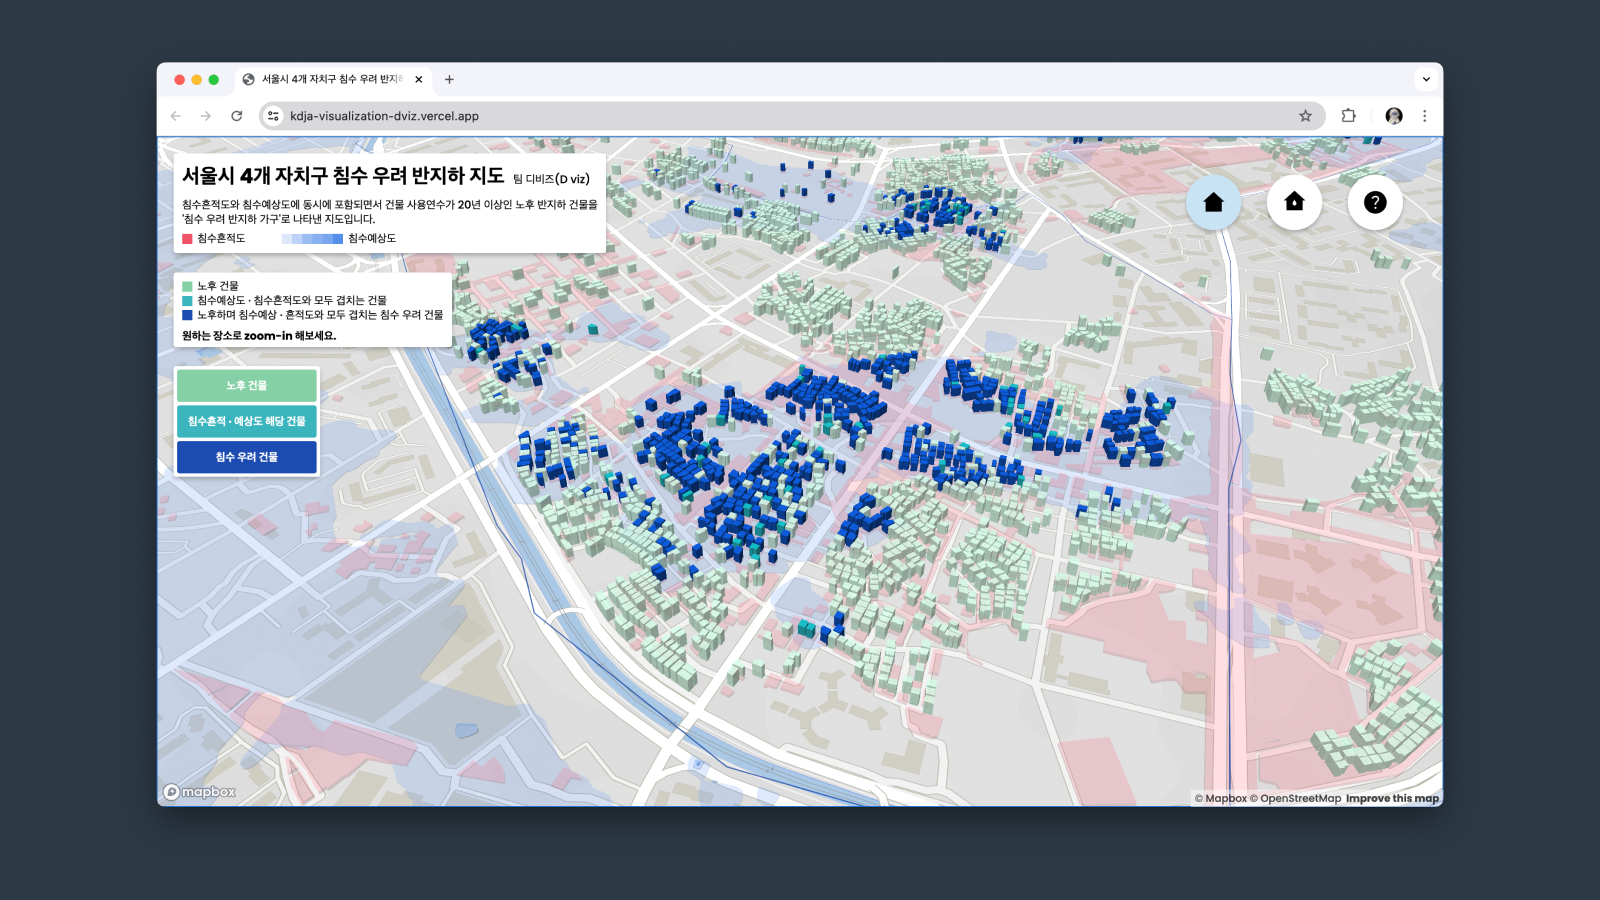 서울시 4개 자치구 침수 우려 반지하
kdja-visualization-dviz.vercel.app
서울시 4개 자치구 침수 우려 반지하 지도 팀 디비즈(D viz)
침수흔적도와 침수예상도에 동시에 포함되면서 건물 사용연수가 20년 이상인 노후 반지하 건물을
'침수 우려 반지하 가구'로 나타낸 지도입니다.
침수흔적도 침수예상도
노후 건물
침수예상도 · 침수흔적도와 모두 겹치는 건물
노후하며 침수예상 · 흔적도와 모두 겹치는 침수 우려 건물
원하는 장소로 zoom-in 해보세요.
노후 건물
침수흔적 · 예상도 해당 건물
침수 우려 건물
?
mapbox
© Mapbox © OpenStreetMap Improve this map